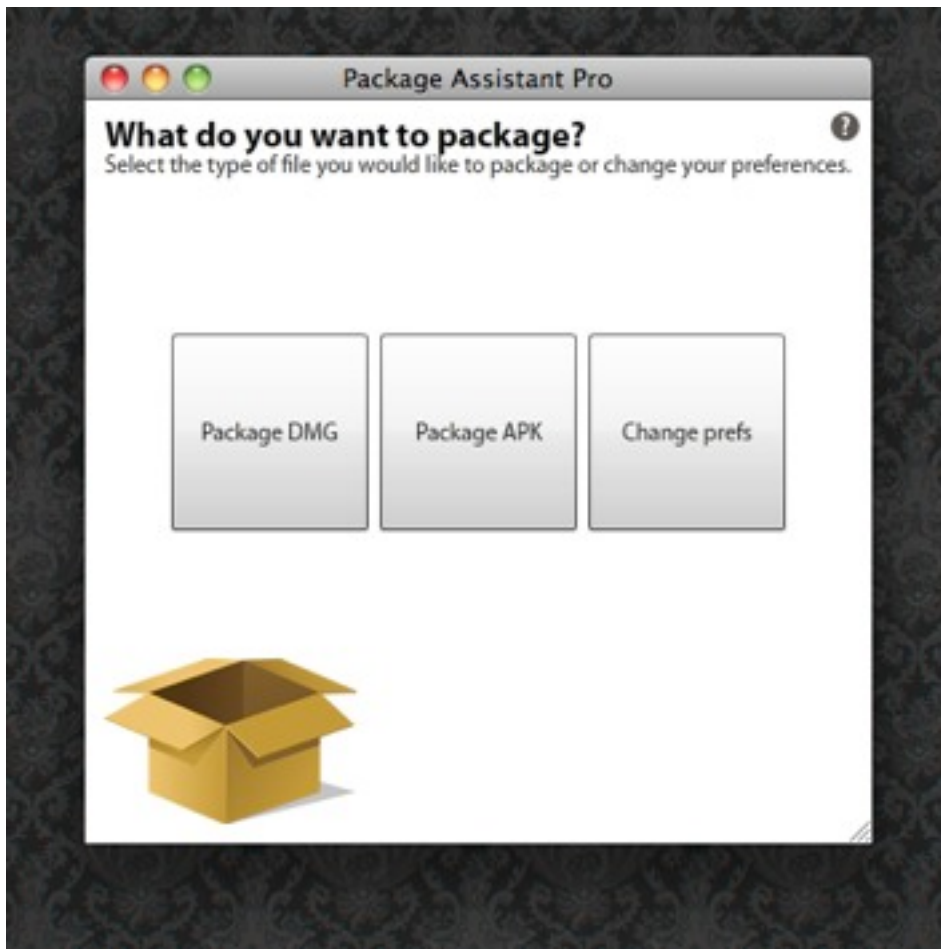 Package Assistant Pro
What do you want to package?
?
Select the type of file you would like to package or change your preferences.
Package DMG
Package APK
Change prefs